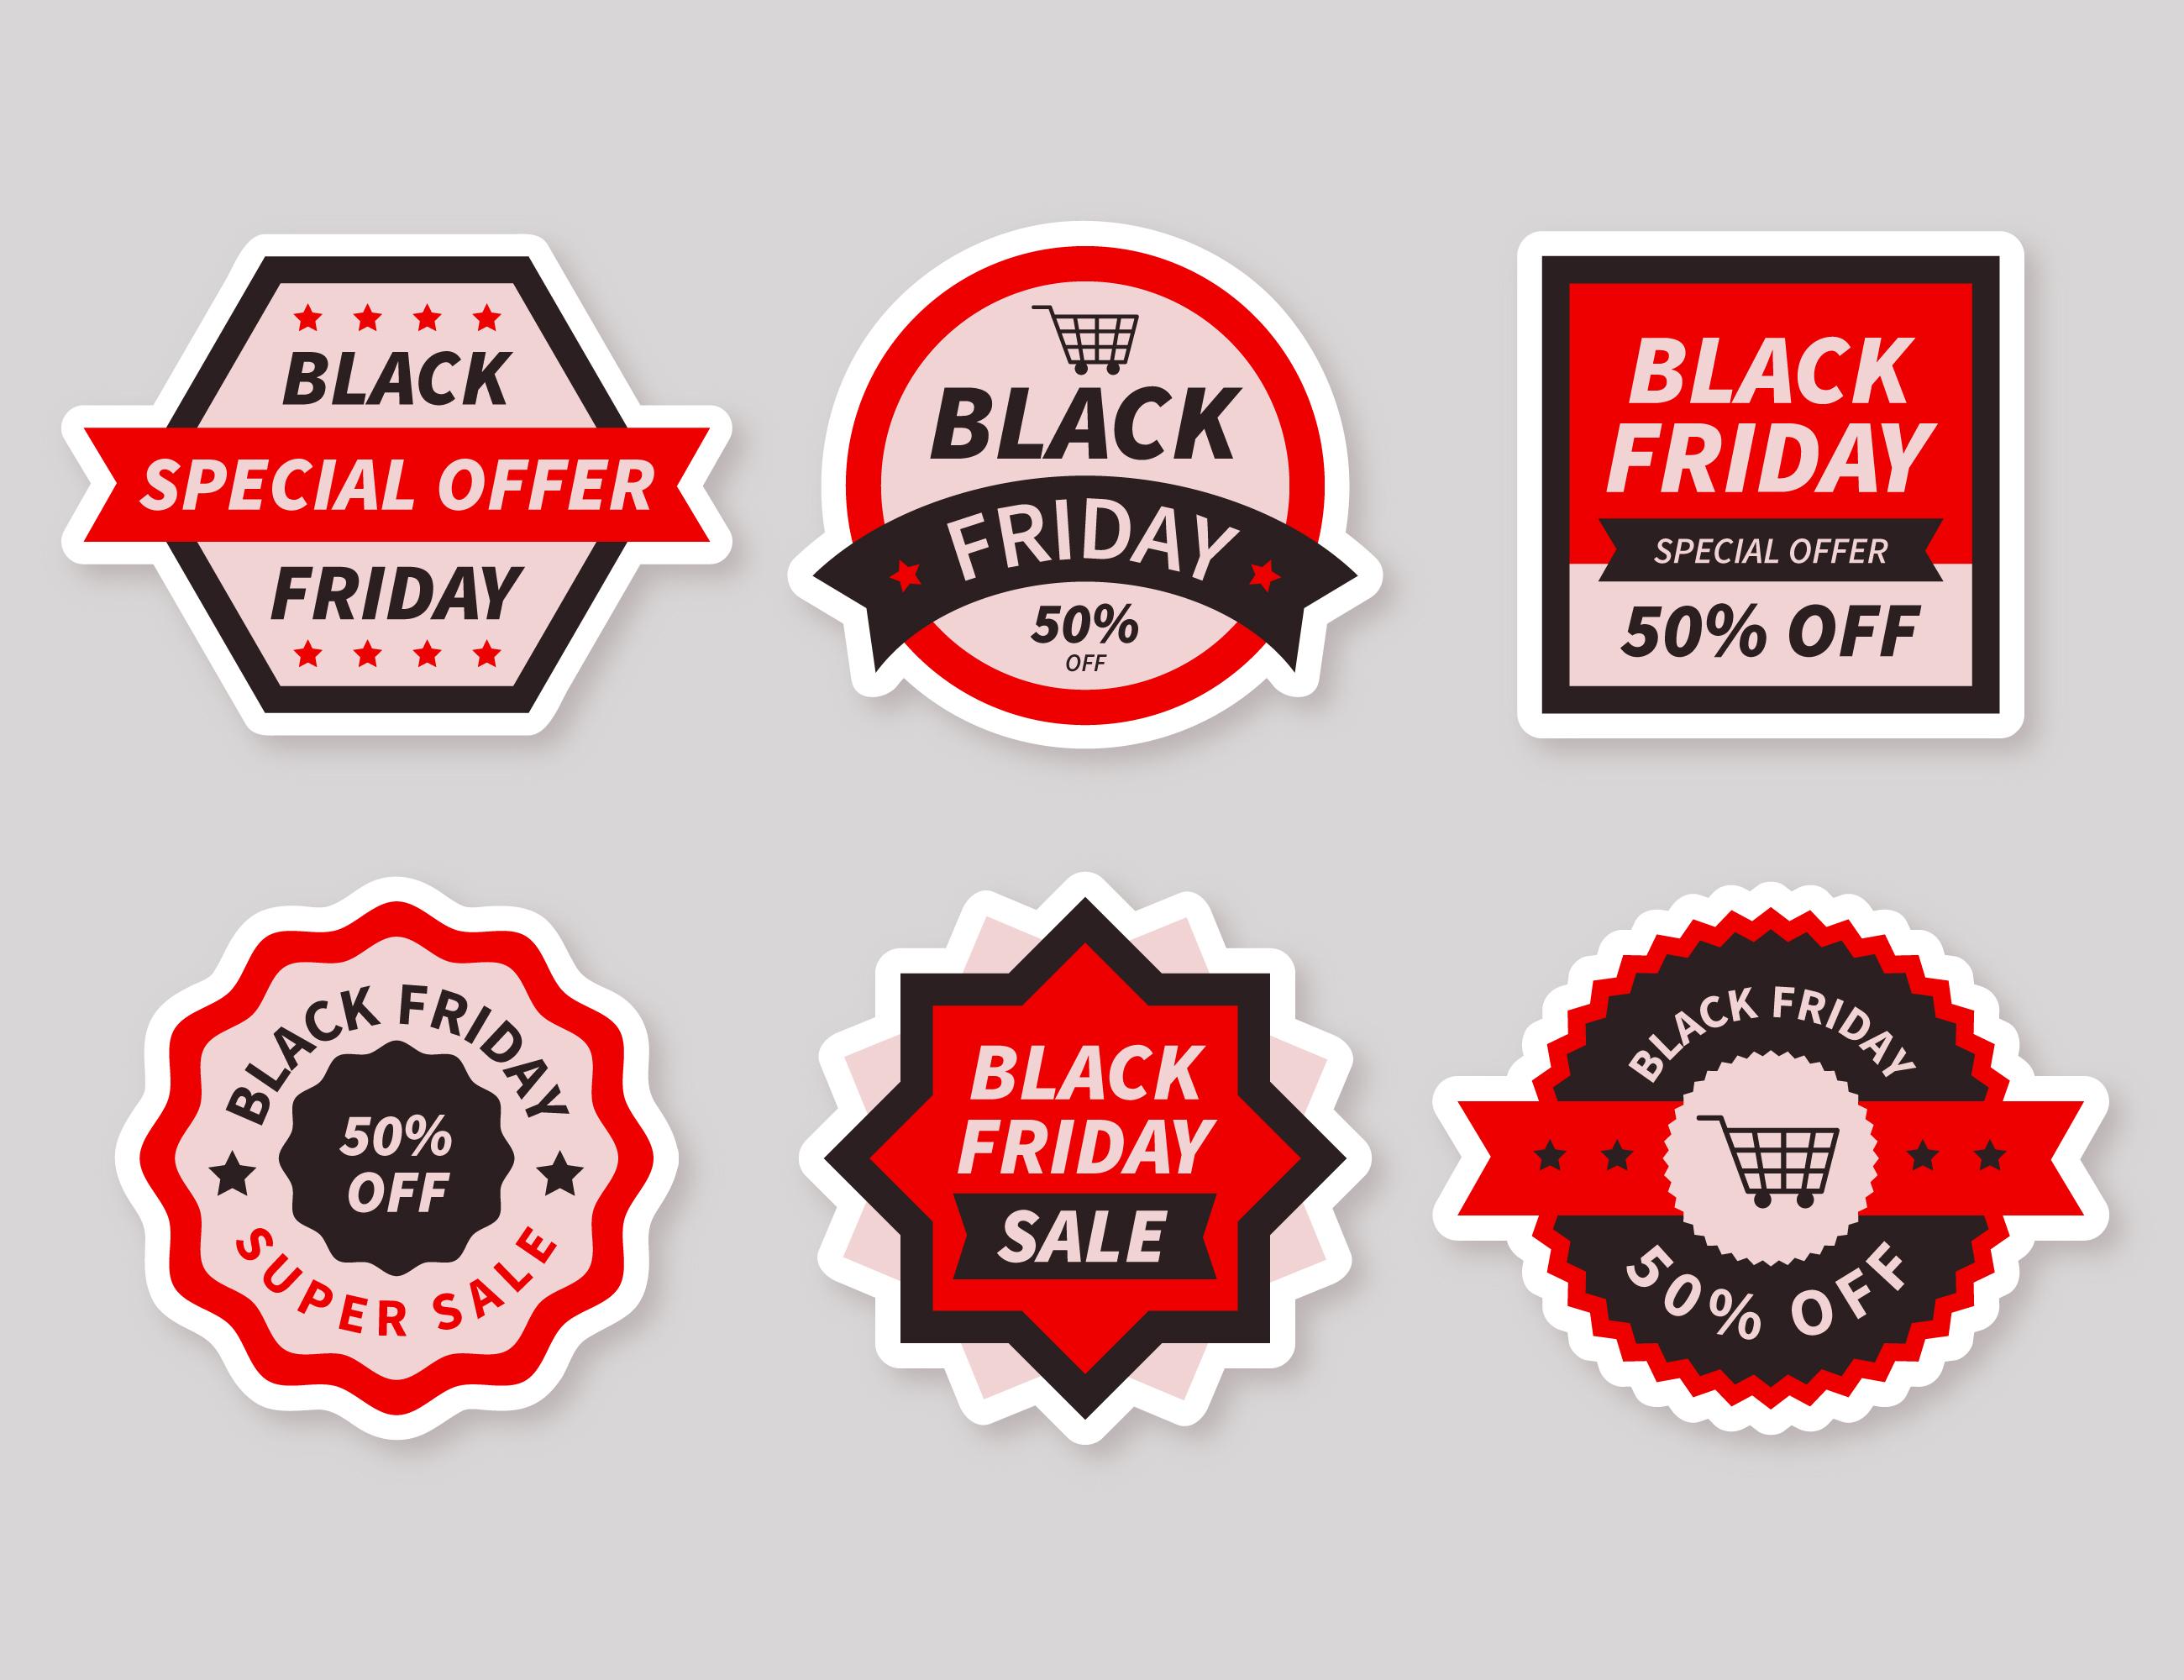 BLACK
SPECIAL OFFER
FRIDAY
BLACK
FRIDAY
50%
OFF
BLACK
FRIDAY
SPECIAL OFFER
50% OFF
BLACK FRIDAY
50%
OFF
SUPER SALE
BLACK
FRIDAY
SALE
BLACK FRIDAY
50% OFF